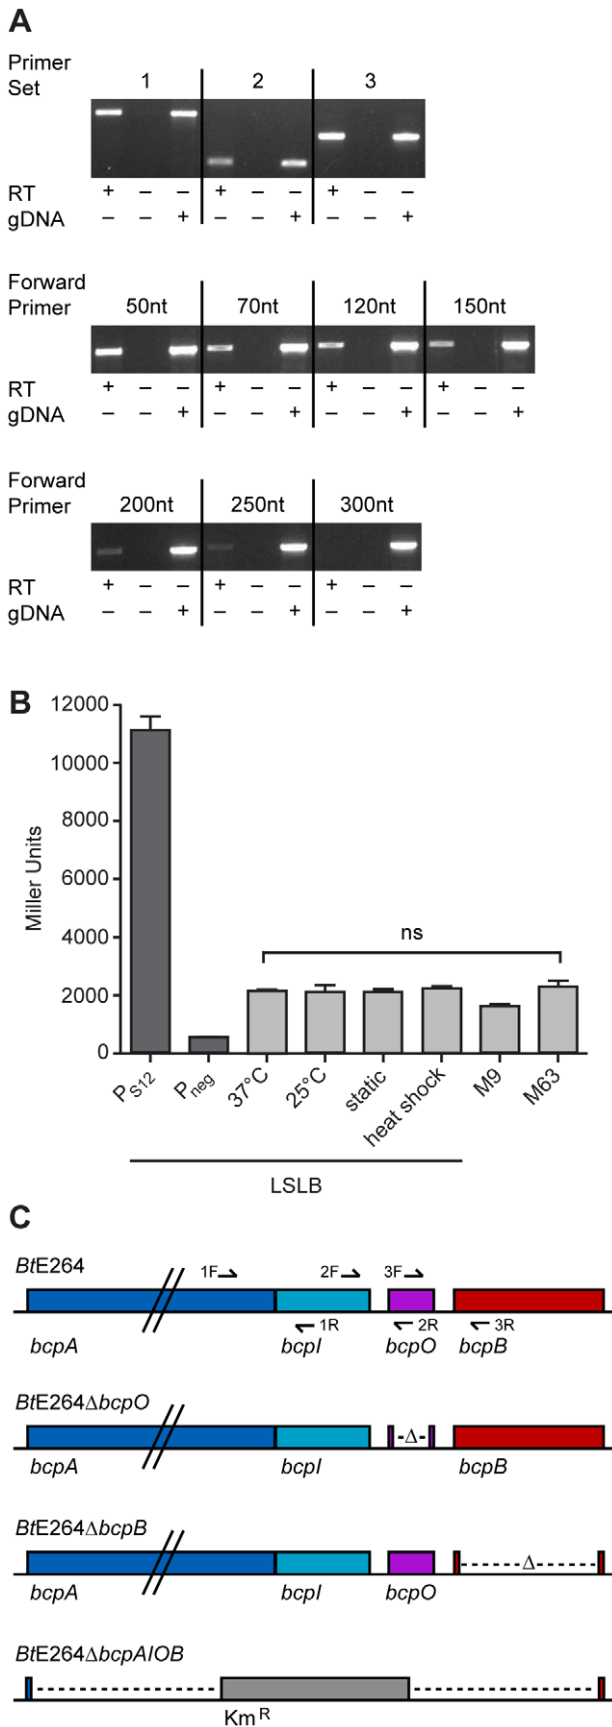 A
Primer
Set
1 2 3
RT + – – + – – + – –
gDNA – – + – – + – – +
Forward
Primer
50nt 70nt 120nt 150nt
RT + – – + – – + – – + – –
gDNA – – + – – + – – + – – +
Forward
Primer
200nt 250nt 300nt
RT + – – + – – + – –
gDNA – – + – – + – – +
B
Miller Units
12000
10000
8000
6000
4000
2000
0
ns
PS12 Pneg 37°C 25°C static heat shock M9 M63
LSLB
C
BtE264
1F 2F 3F
1R 2R 3R
bcpA bcpI bcpO bcpB
BtE264ΔbcpO
-Δ-
bcpA bcpI bcpB
BtE264ΔbcpB
Δ
bcpA bcpI bcpO
BtE264ΔbcpAIOB
KmR